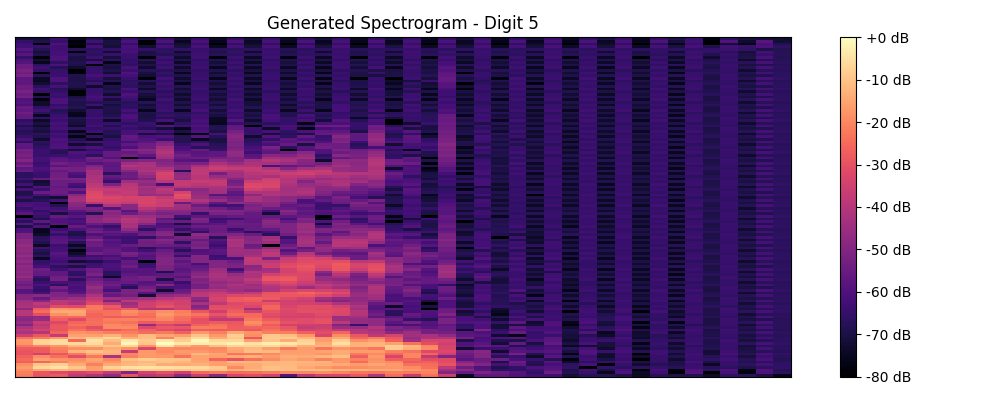 Generated Spectrogram - Digit 5
+0 dB
-10 dB
-20 dB
-30 dB
-40 dB
-50 dB
-60 dB
-70 dB
-80 dB